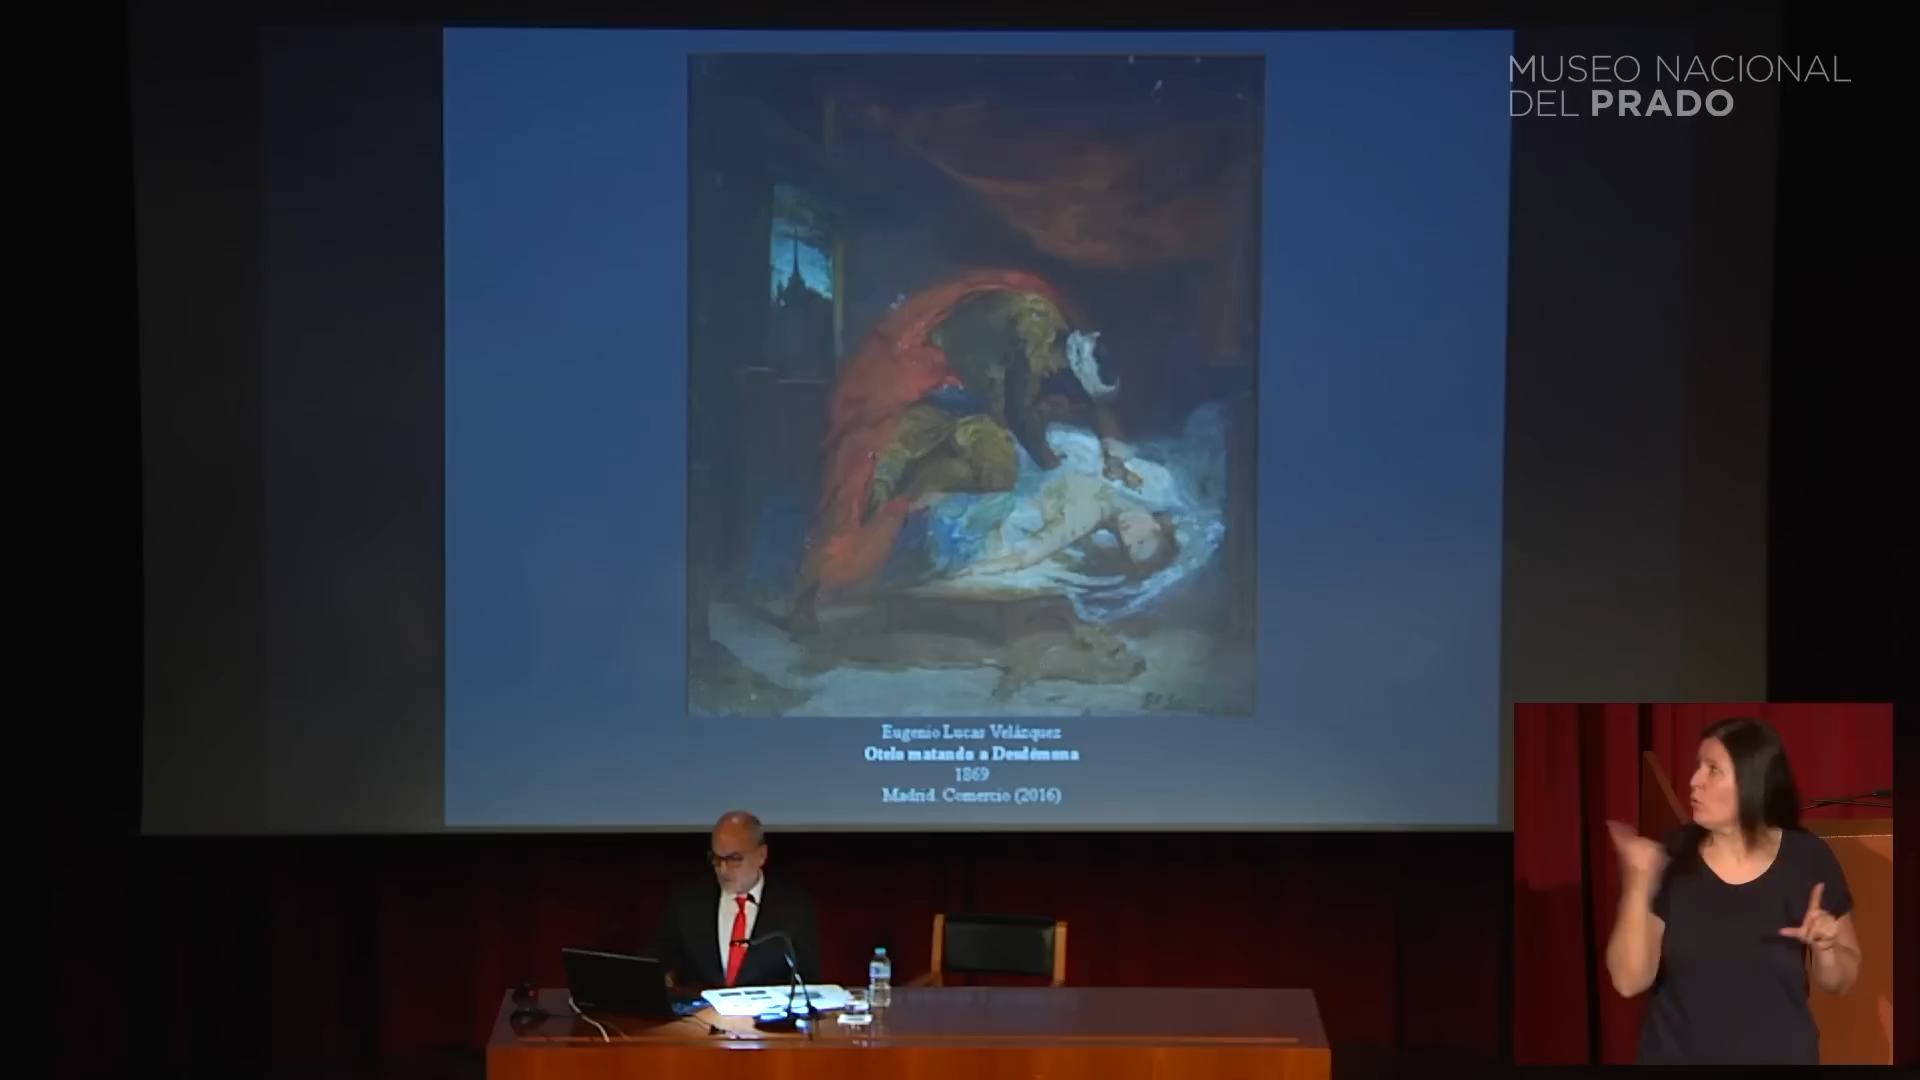 MUSEO NACIONAL
DEL PRADO
Eugenio Lucas Velázquez
Otelo matando a Desdémona
1869
Madrid. Comercio (2016)